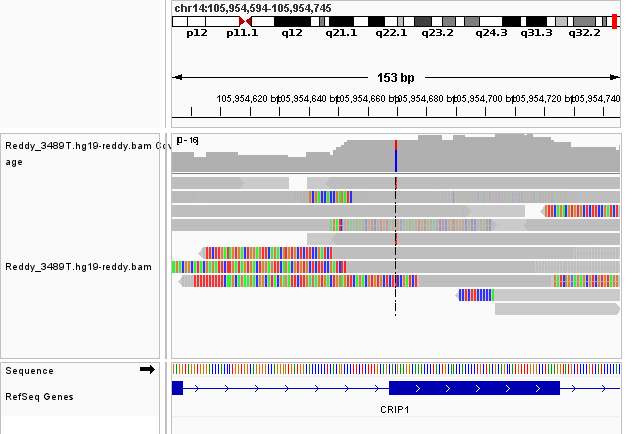 chr14:105,954,594-105,954,745
p12 p11.1 q12 q21.1 q22.1 q23.2 q24.3 q31.3 q32.2
153 bp
105,954,620 bp 105,954,640 bp 105,954,660 bp 105,954,680 bp 105,954,700 bp 105,954,720 bp 105,954,740
Reddy_3489T.hg19-reddy.bam Cov
age
[0 - 16]
Reddy_3489T.hg19-reddy.bam
Sequence
RefSeq Genes
CRIP1